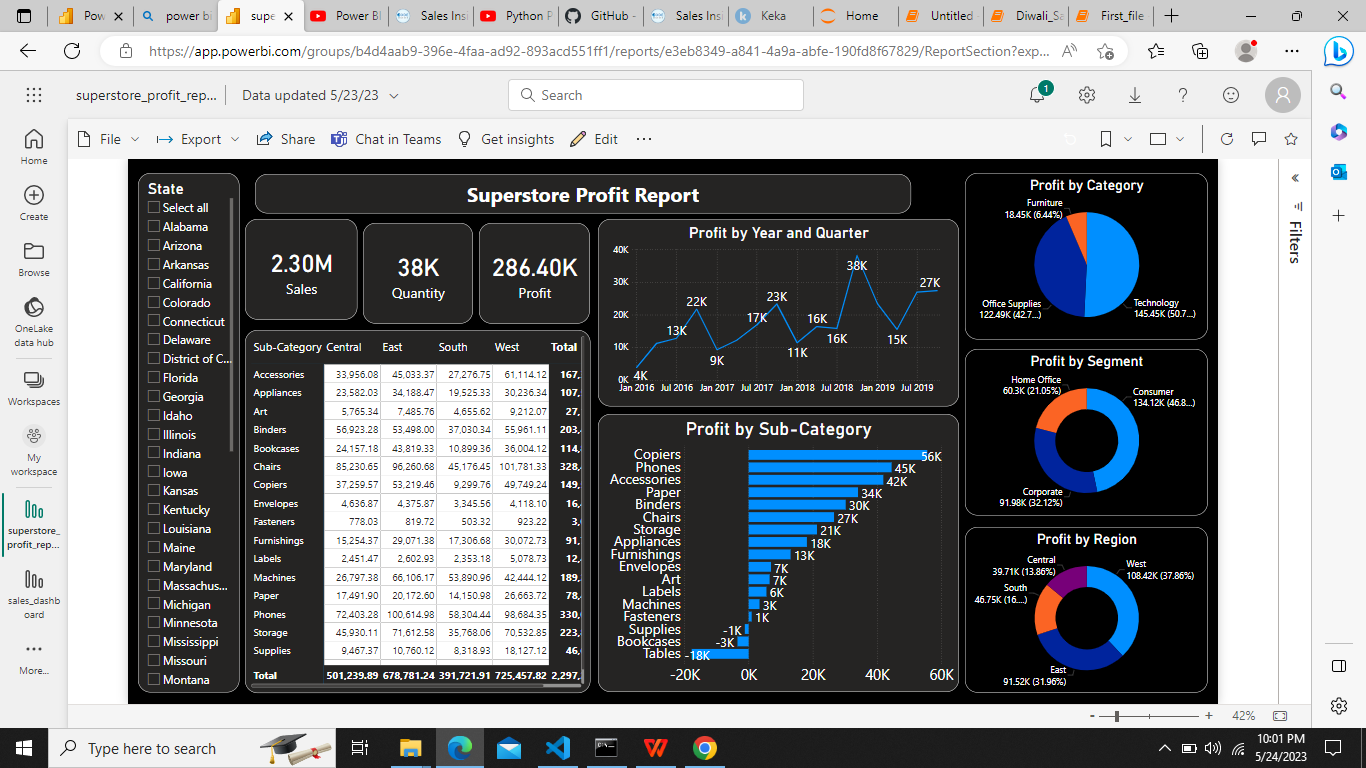 Pow
power bi
supe
Power BI
Sales Insi
Python P
GitHub -
Sales Insi
Keka
Home
Untitled -
Diwali_Sa
First_file
https://app.powerbi.com/groups/b4d4aab9-396e-4faa-ad92-893acd551ff1/reports/e3eb8349-a841-4a9a-abfe-190fd8f67829/ReportSection?exp...
superstore_profit_rep...
Data updated 5/23/23
Search
1
File
Export
Share
Chat in Teams
Get insights
Edit
Home
Create
Browse
OneLake
data hub
Workspaces
My
workspace
superstore_
profit_rep...
sales_dashb
oard
More...
State
Select all
Alabama
Arizona
Arkansas
California
Colorado
Connecticut
Delaware
District of C...
Florida
Georgia
Idaho
Illinois
Indiana
Iowa
Kansas
Kentucky
Louisiana
Maine
Maryland
Massachus...
Michigan
Minnesota
Mississippi
Missouri
Montana
Superstore Profit Report
2.30M
Sales
38K
Quantity
286.40K
Profit
Sub-Category Central East South West Total
Accessories 33,956.08 45,033.37 27,276.75 61,114.12 167,
Appliances 23,582.03 34,188.47 19,525.33 30,236.34 107,
Art 5,765.34 7,485.76 4,655.62 9,212.07 27,
Binders 56,923.28 53,498.00 37,030.34 55,961.11 203,
Bookcases 24,157.18 43,819.33 10,899.36 36,004.12 114,
Chairs 85,230.65 96,260.68 45,176.45 101,781.33 328,
Copiers 37,259.57 53,219.46 9,299.76 49,749.24 149,
Envelopes 4,636.87 4,375.87 3,345.56 4,118.10 16,
Fasteners 778.03 819.72 503.32 923.22 3,
Furnishings 15,254.37 29,071.38 17,306.68 30,072.73 91,
Labels 2,451.47 2,602.93 2,353.18 5,078.73 12,
Machines 26,797.38 66,106.17 53,890.96 42,444.12 189,
Paper 17,491.90 20,172.60 14,150.98 26,663.72 78,
Phones 72,403.28 100,614.98 58,304.44 98,684.35 330,
Storage 45,930.11 71,612.58 35,768.06 70,532.85 223,
Supplies 9,467.37 10,760.12 8,318.93 18,127.12 46,
Total 501,239.89 678,781.24 391,721.91 725,457.82 2,297,
Profit by Year and Quarter
40K
30K
20K
10K
0K
4K
13K
22K
9K
17K
23K
11K
16K
16K
38K
15K
27K
Jan 2016 Jul 2016 Jan 2017 Jul 2017 Jan 2018 Jul 2018 Jan 2019 Jul 2019
Profit by Sub-Category
Copiers 56K
Phones 45K
Accessories 42K
Paper 34K
Binders 30K
Chairs 27K
Storage 21K
Appliances 18K
Furnishings 13K
Envelopes 7K
Art 7K
Labels 6K
Machines 3K
Fasteners 1K
Supplies -1K
Bookcases -3K
Tables -18K
-20K 0K 20K 40K 60K
Profit by Category
Furniture
18.45K (6.44%)
Office Supplies
122.49K (42.7...)
Technology
145.45K (50.7...)
Profit by Segment
Home Office
60.3K (21.05%)
Consumer
134.12K (46.8...)
Corporate
91.98K (32.12%)
Profit by Region
Central
39.71K (13.86%)
West
108.42K (37.86%)
South
46.75K (16....)
East
91.52K (31.96%)
Filters
- + 42%
Type here to search
10:01 PM
5/24/2023